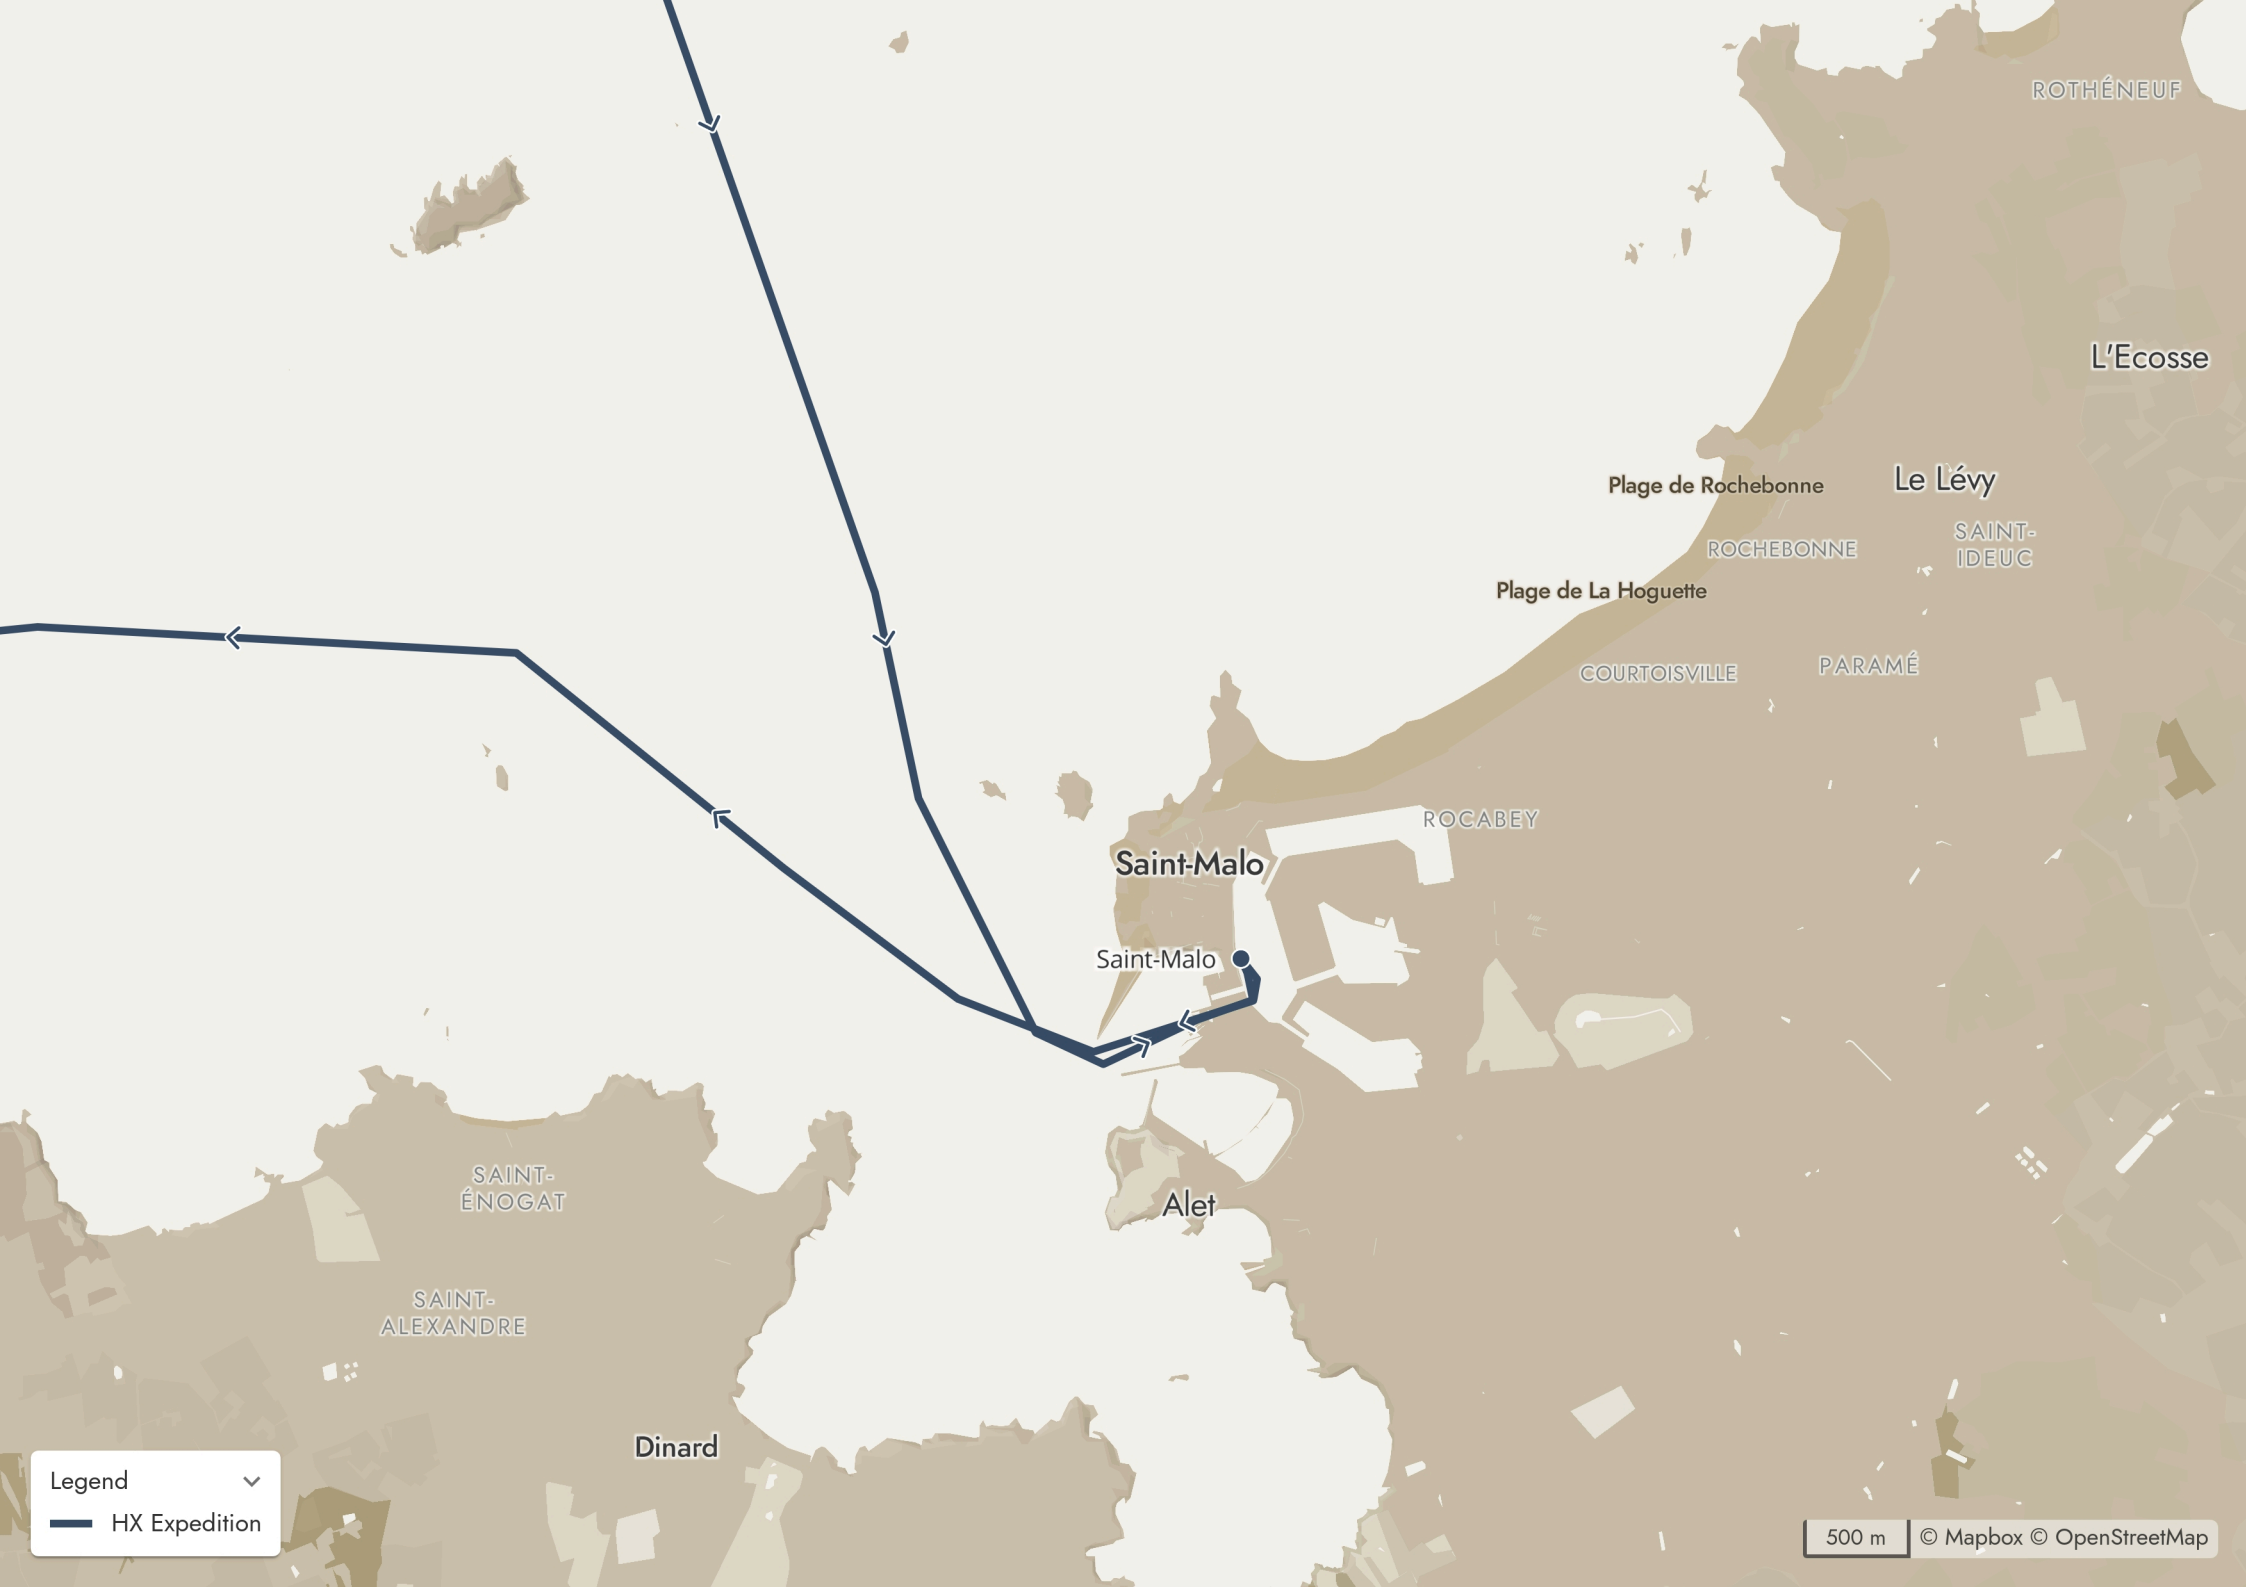 ROTHÉNEUF
L'Ecosse
Le Lévy
Plage de Rochebonne
SAINT-
IDEUC
ROCHEBONNE
Plage de La Hoguette
PARAMÉ
COURTOISVILLE
ROCABEY
Saint-Malo
Saint-Malo
SAINT-
ÉNOGAT
Alet
SAINT-
ALEXANDRE
Dinard
Legend
HX Expedition
500 m
© Mapbox © OpenStreetMap